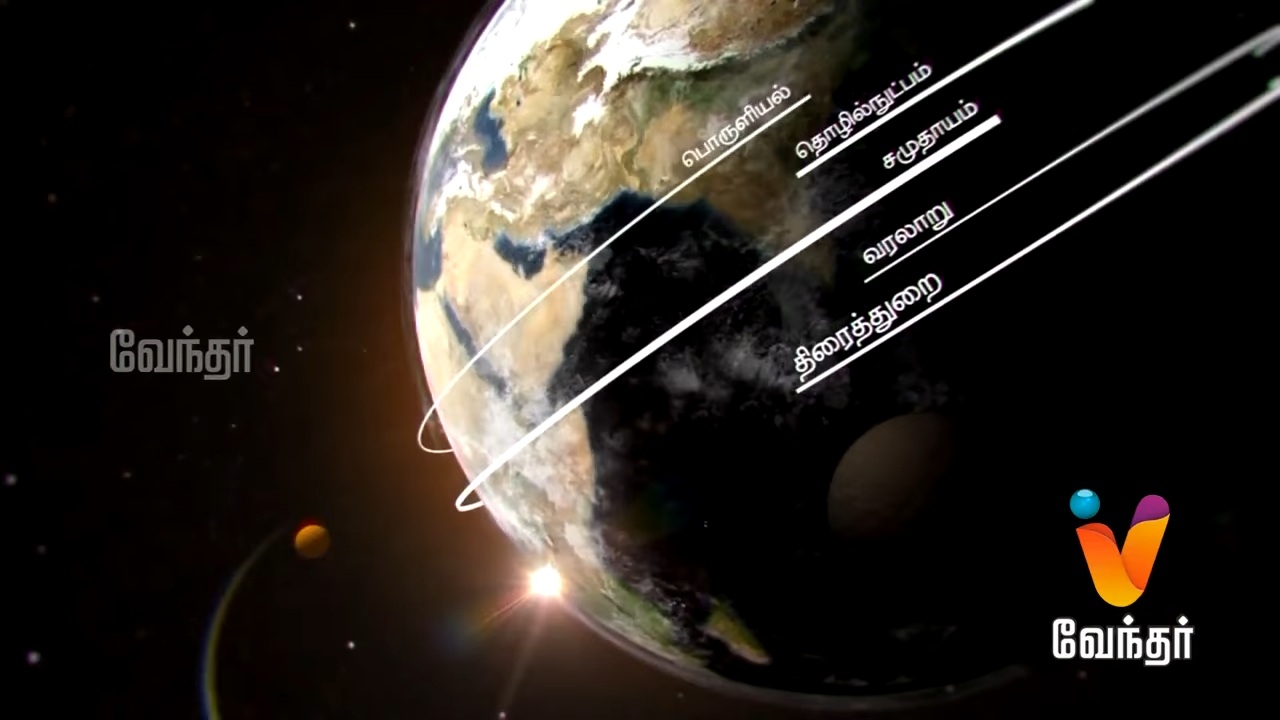 பொருளியல்
தொழில்நுட்பம்
சமுதாயம்
வரலாறு
திரைத்துறை
வேந்தர்
வேந்தர்